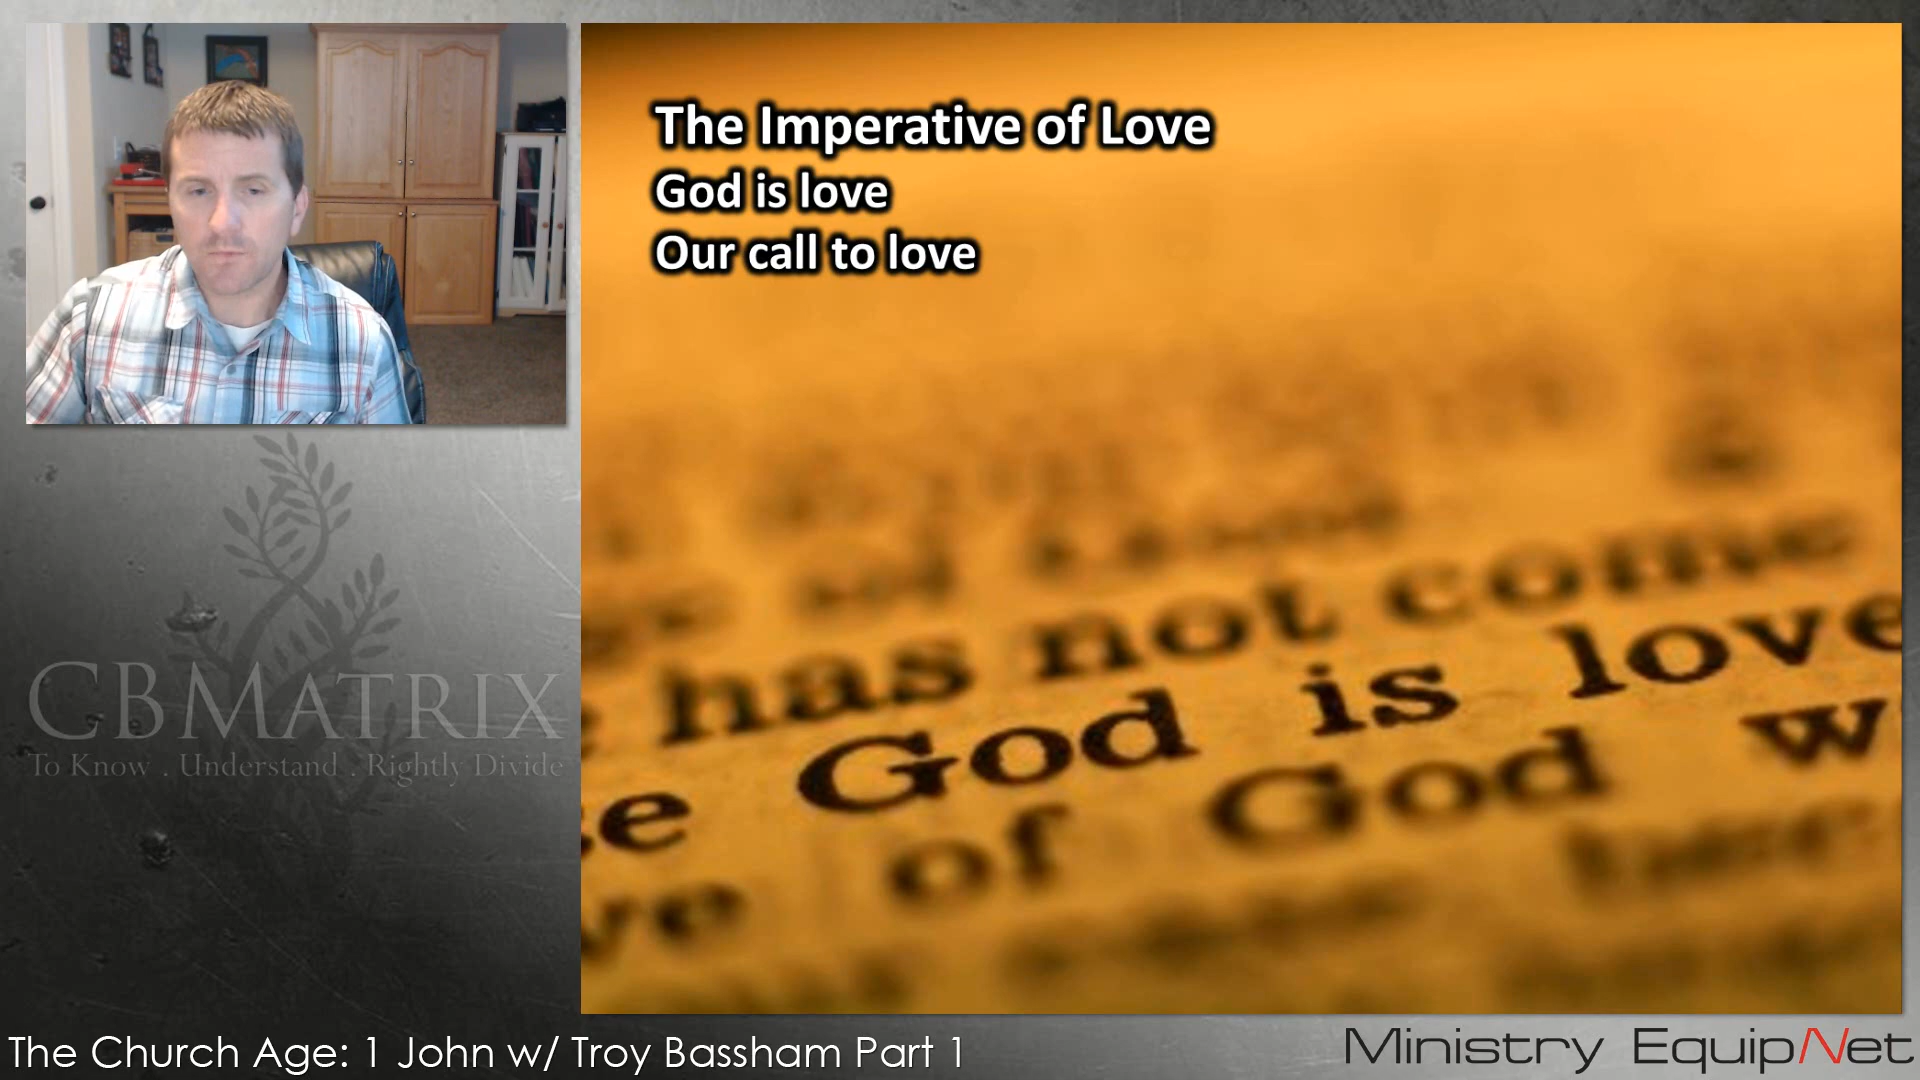 The Imperative of Love
God is love
Our call to love
has not come
God is love
of God w
CBMATRIX
To Know . Understand . Rightly Divide
The Church Age: 1 John w/ Troy Bassham Part 1
Ministry EquipNet